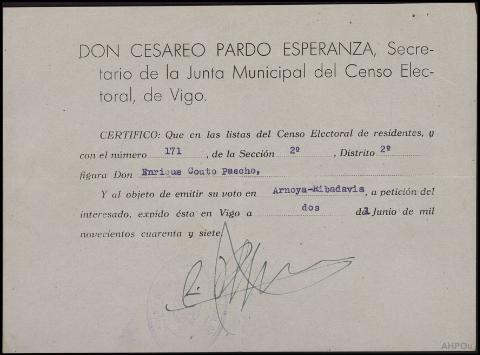 DON CESAREO PARDO ESPERANZA, Secre-
tario de la Junta Municipal del Censo Elec-
toral, de Vigo.
CERTIFICO: Que en las listas del Censo Electoral de residentes, y
con el número 171 , de la Sección 2º , Distrito 2º
figura Don Enrique Couto Pascho,
Y al objeto de emitir su voto en Arnoya-Ribadavia, a petición del
interesado, expido ésta en Vigo a dos de Junio de mil
novecientos cuarenta y siete.
AHPOu